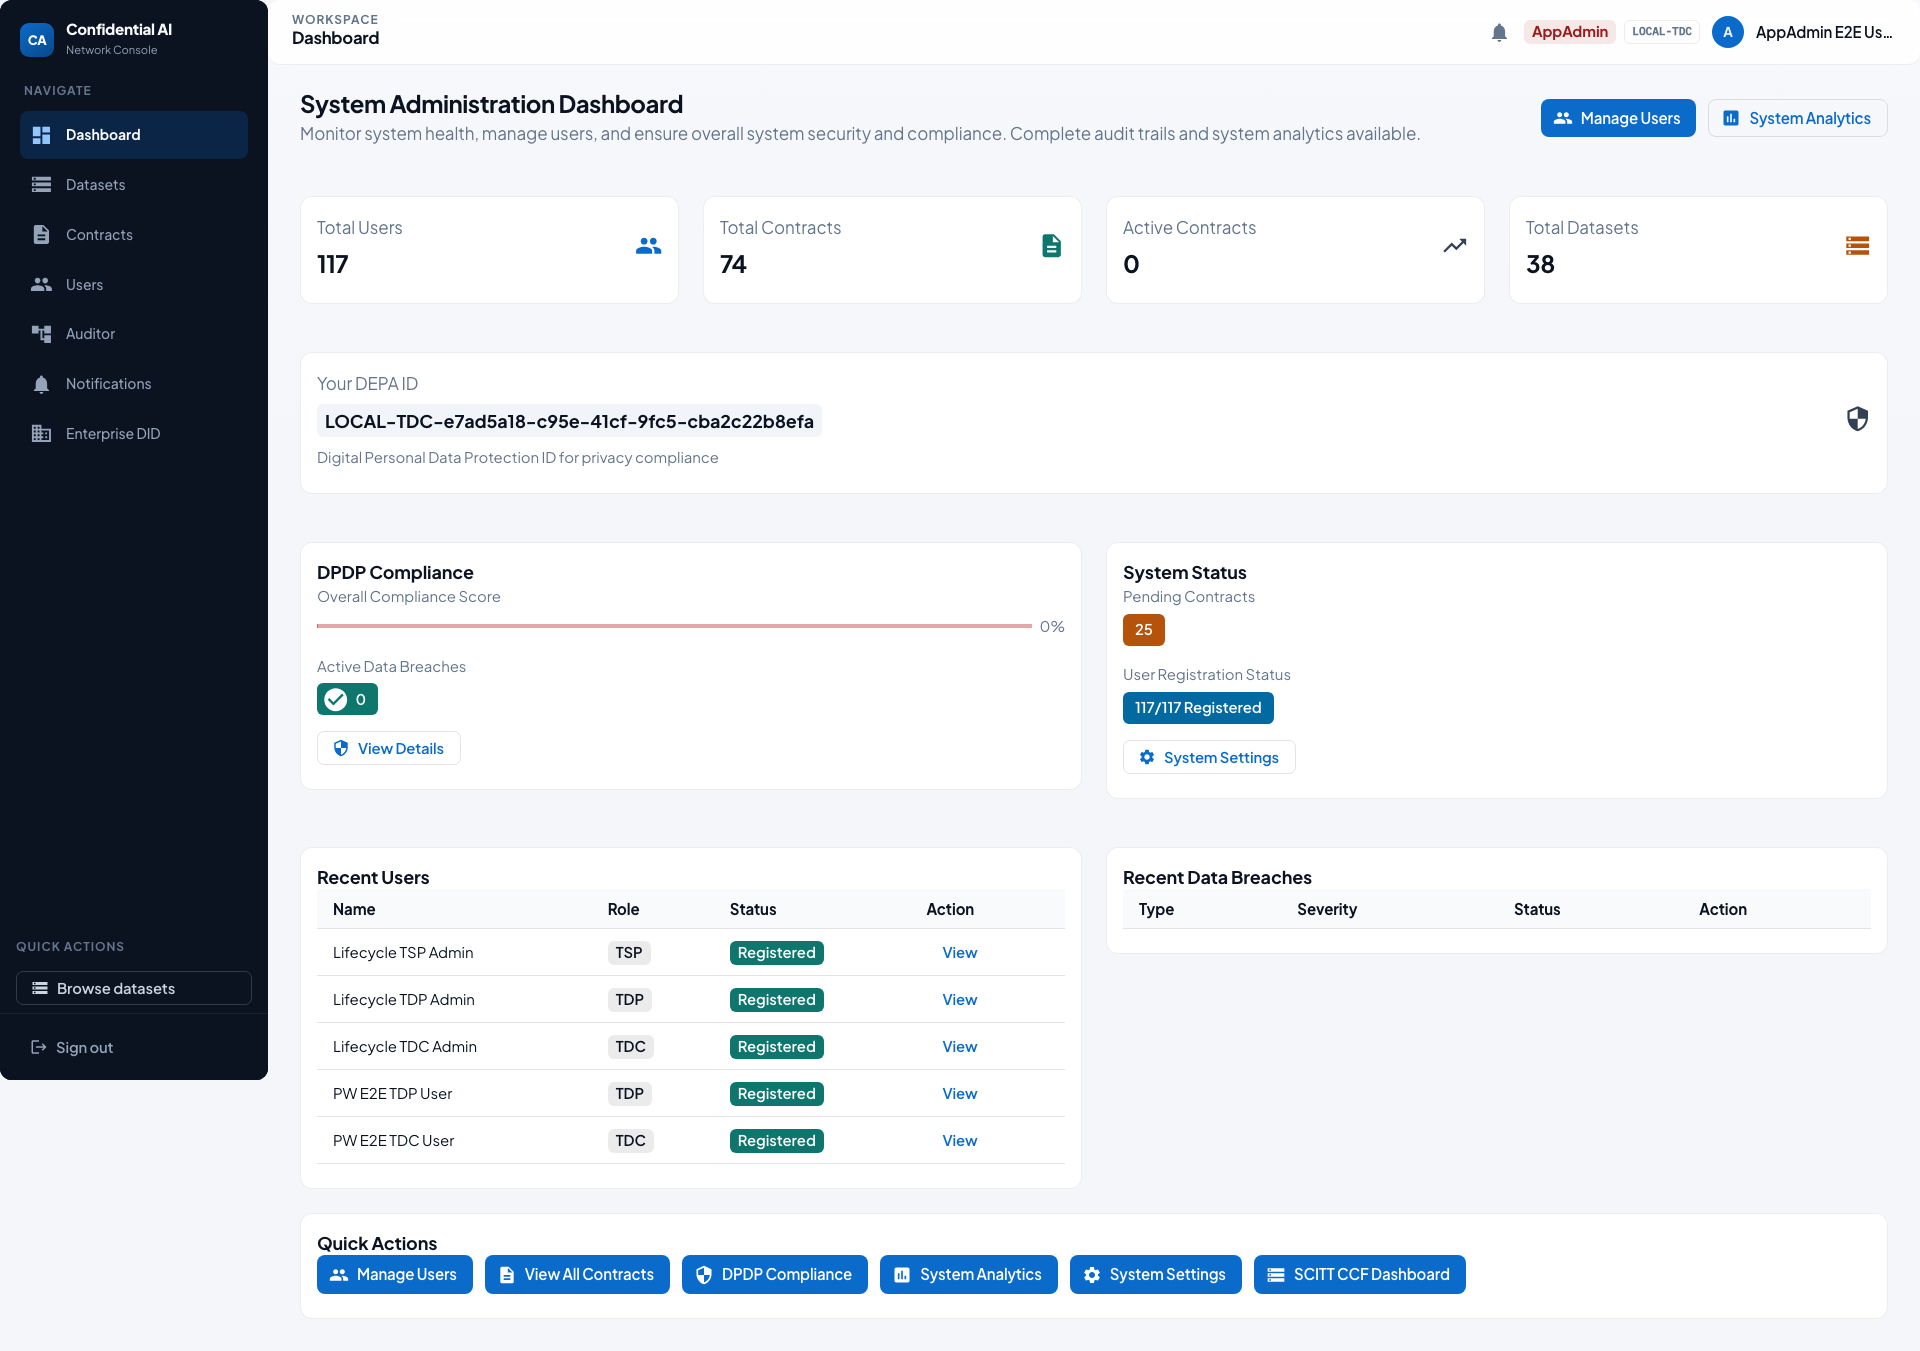 CA
Confidential AI
Network Console
NAVIGATE
Dashboard
Datasets
Contracts
Users
Auditor
Notifications
Enterprise DID
QUICK ACTIONS
Browse datasets
Sign out
WORKSPACE
Dashboard
AppAdmin
LOCAL-TDC
A
AppAdmin E2E Us...
System Administration Dashboard
Monitor system health, manage users, and ensure overall system security and compliance. Complete audit trails and system analytics available.
Manage Users
System Analytics
Total Users
117
Total Contracts
74
Active Contracts
0
Total Datasets
38
Your DEPA ID
LOCAL-TDC-e7ad5a18-c95e-41cf-9fc5-cba2c22b8efa
Digital Personal Data Protection ID for privacy compliance
DPDP Compliance
Overall Compliance Score
0%
Active Data Breaches
0
View Details
System Status
Pending Contracts
25
User Registration Status
117/117 Registered
System Settings
Recent Users
Name Role Status Action
Lifecycle TSP Admin TSP Registered View
Lifecycle TDP Admin TDP Registered View
Lifecycle TDC Admin TDC Registered View
PW E2E TDP User TDP Registered View
PW E2E TDC User TDC Registered View
Recent Data Breaches
Type Severity Status Action
Quick Actions
Manage Users
View All Contracts
DPDP Compliance
System Analytics
System Settings
SCITT CCF Dashboard